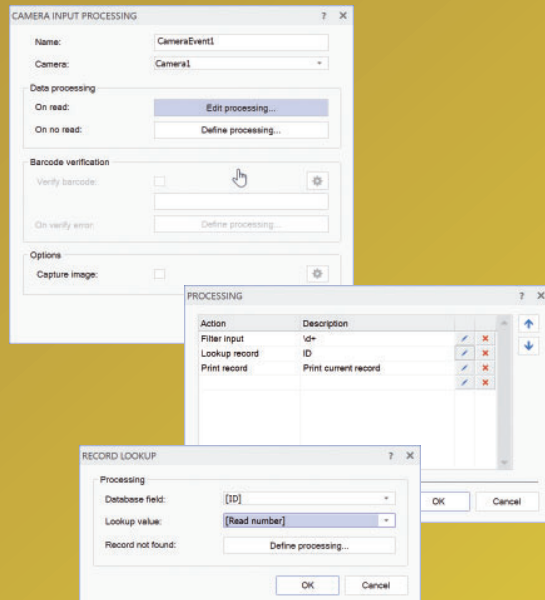 CAMERA INPUT PROCESSING ? ✕
Name: CameraEvent1
Camera: Camera1
Data processing
On read: Edit processing...
On no read: Define processing...
Barcode verification
Verify barcode:
On verify error: Define processing...
Options
Capture image:
PROCESSING ? ✕
Action Description
Filter input \d+
Lookup record ID
Print record Print current record
OK Cancel
RECORD LOOKUP ? ✕
Processing
Database field: [ID]
Lookup value: [Read number]
Record not found: Define processing...
OK Cancel